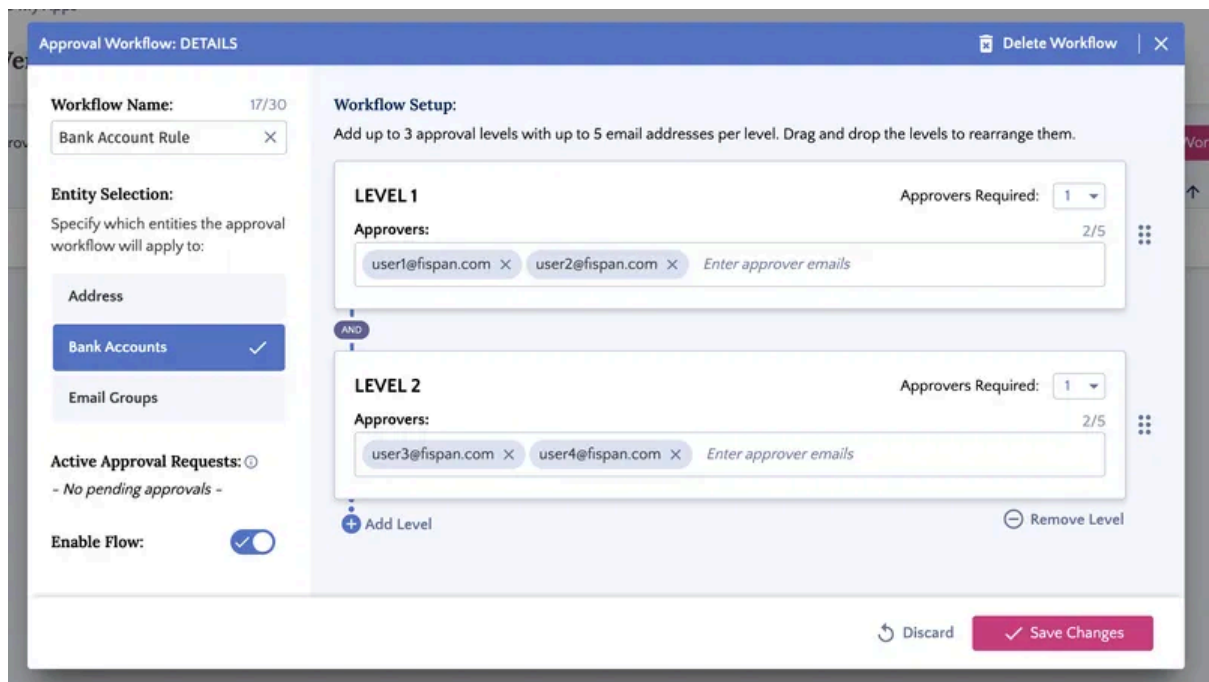 Approval Workflow: DETAILS
Delete Workflow
Workflow Name: 17/30
Bank Account Rule
Entity Selection:
Specify which entities the approval
workflow will apply to:
Address
Bank Accounts
Email Groups
Active Approval Requests:
- No pending approvals -
Enable Flow:
Workflow Setup:
Add up to 3 approval levels with up to 5 email addresses per level. Drag and drop the levels to rearrange them.
LEVEL 1
Approvers Required: 1
Approvers:
2/5
user1@fispan.com user2@fispan.com Enter approver emails
AND
LEVEL 2
Approvers Required: 1
Approvers:
2/5
user3@fispan.com user4@fispan.com Enter approver emails
Add Level
Remove Level
Discard
Save Changes